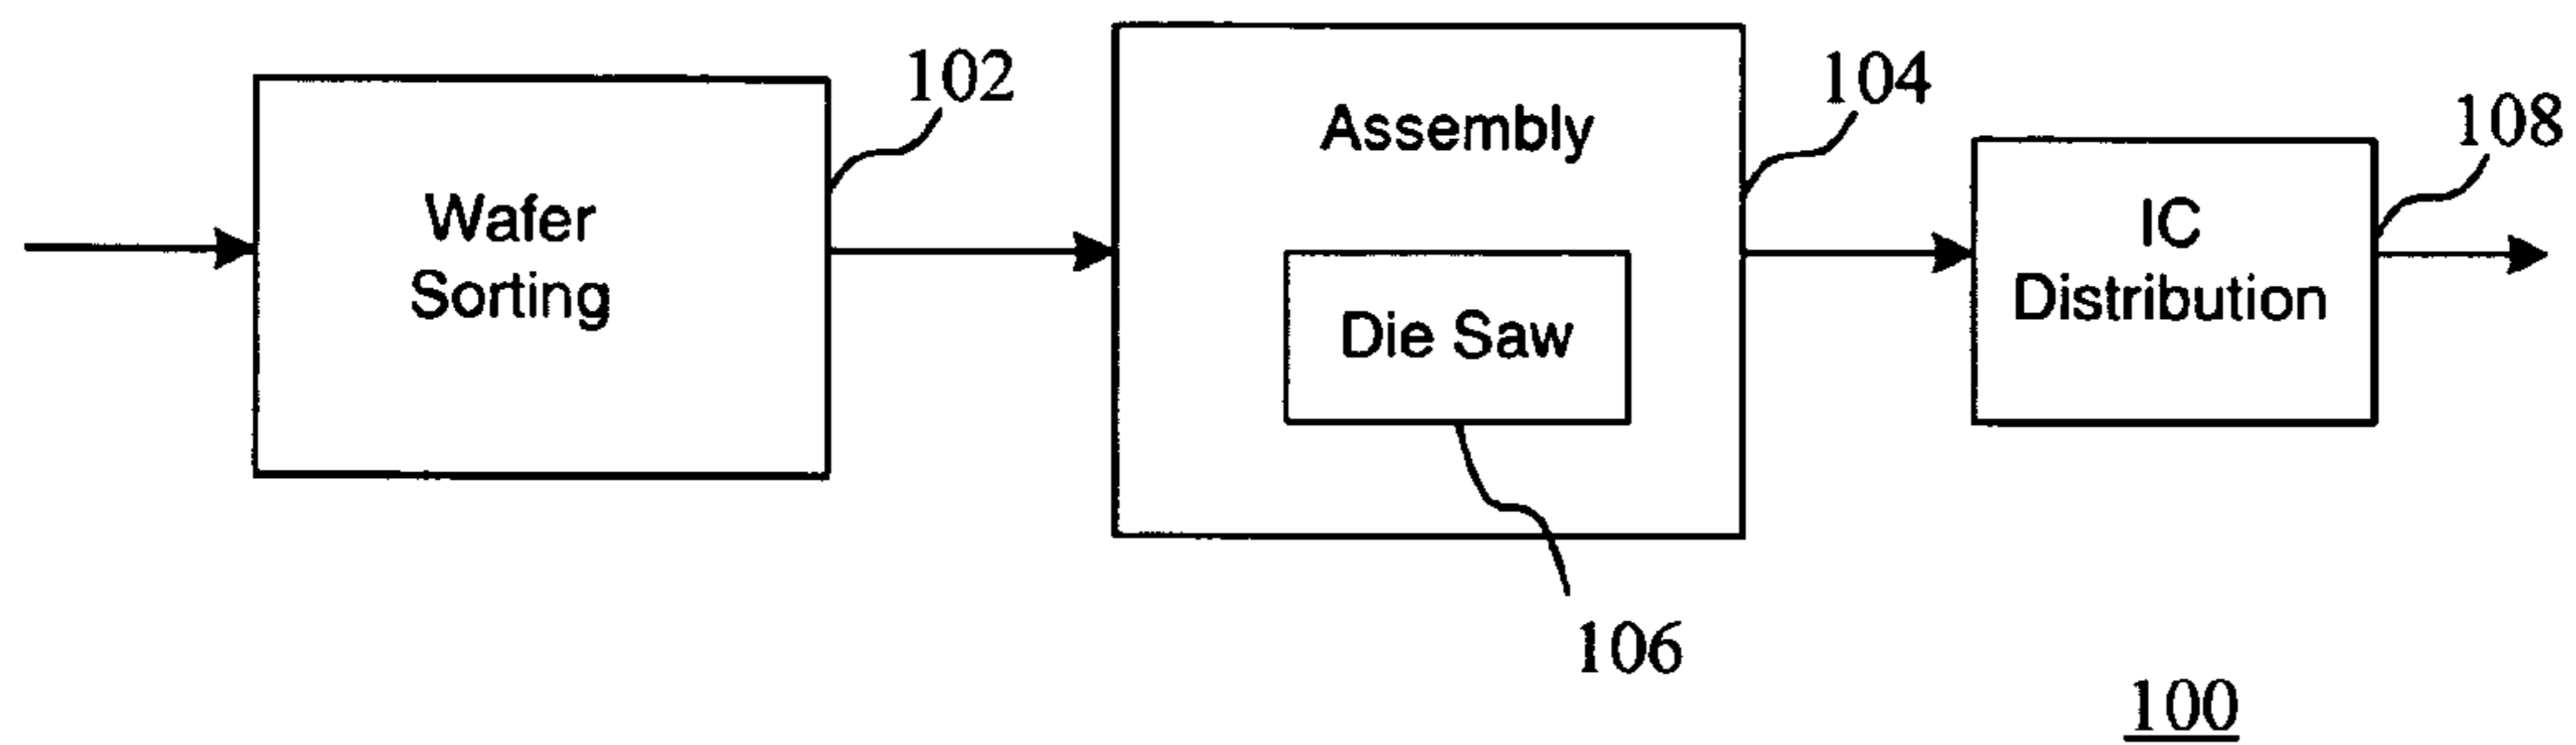 102
104
108
Wafer
Sorting
Assembly
Die Saw
IC
Distribution
106
100